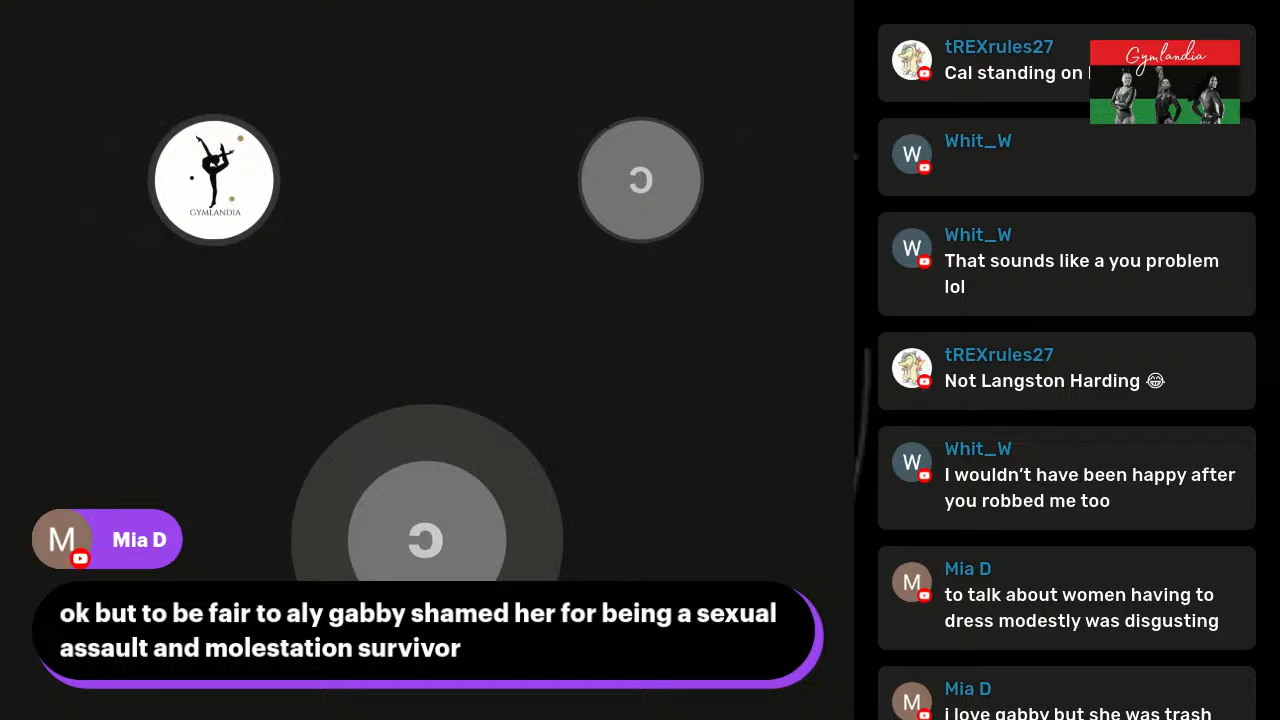 GYMLANDIA
Ɔ
Ɔ
M
Mia D
ok but to be fair to aly gabby shamed her for being a sexual
assault and molestation survivor
tREXrules27
Cal standing on
Gymlandia
W
Whit_W
W
Whit_W
That sounds like a you problem
lol
tREXrules27
Not Langston Harding 😂
W
Whit_W
I wouldn’t have been happy after
you robbed me too
M
Mia D
to talk about women having to
dress modestly was disgusting
M
Mia D
i love gabby but she was trash